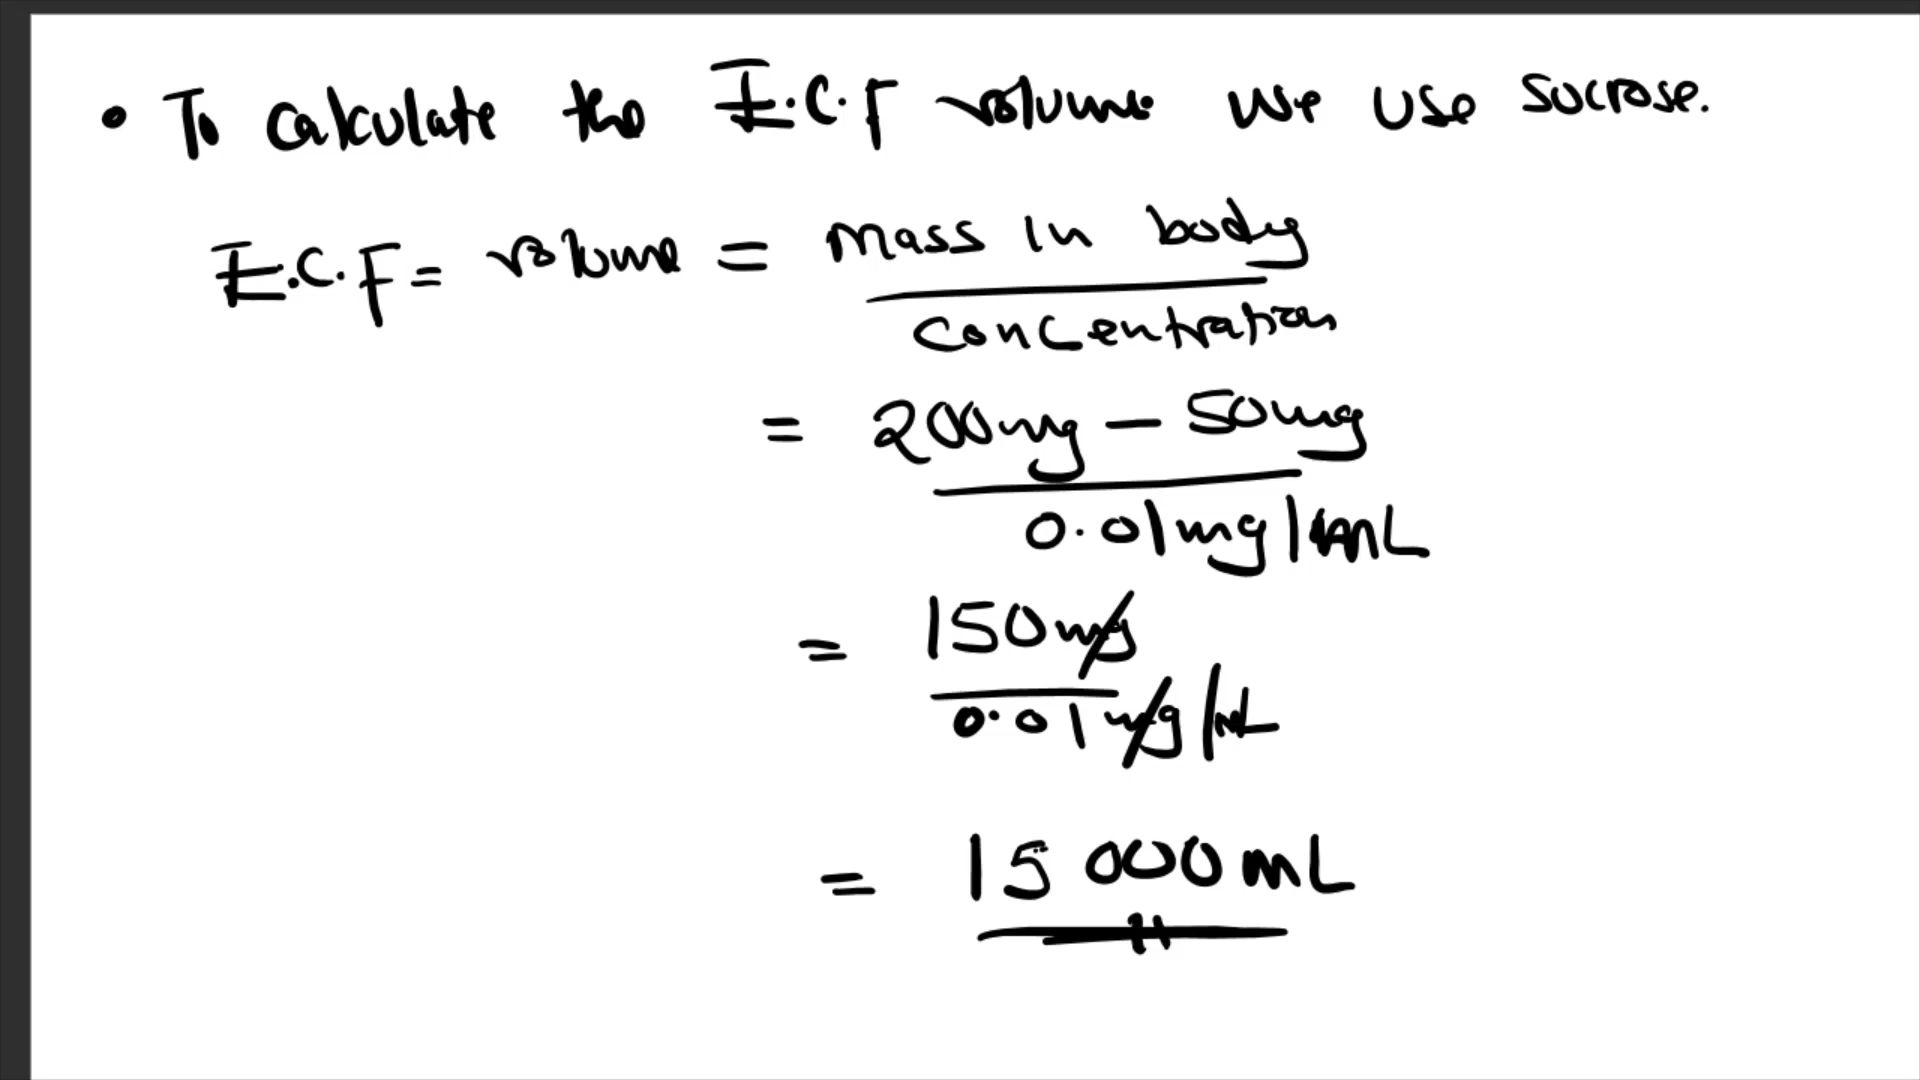 • To calculate the E.C.F volume we use sucrose.
E.C.F = volume = mass in body
concentration
= 200mg - 50mg
0.01mg/mL
= 150mg
0.01mg/mL
= 15 000mL